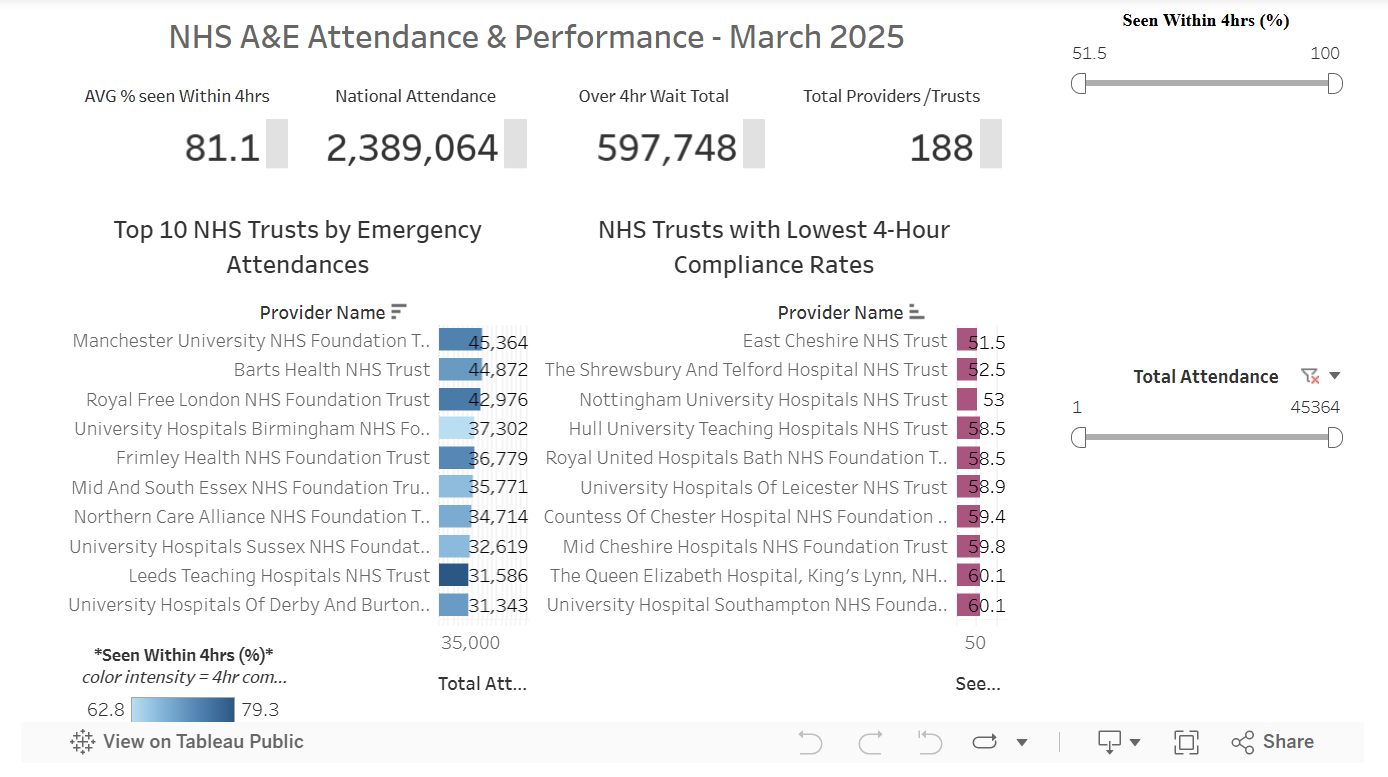 NHS A&E Attendance & Performance - March 2025
Seen Within 4hrs (%)
51.5 100
AVG % seen Within 4hrs National Attendance Over 4hr Wait Total Total Providers/Trusts
81.1 2,389,064 597,748 188
Top 10 NHS Trusts by Emergency
Attendances
Provider Name
Manchester University NHS Foundation T.. 45,364
Barts Health NHS Trust 44,872
Royal Free London NHS Foundation Trust 42,976
University Hospitals Birmingham NHS Fo.. 37,302
Frimley Health NHS Foundation Trust 36,779
Mid And South Essex NHS Foundation Tru.. 35,771
Northern Care Alliance NHS Foundation T.. 34,714
University Hospitals Sussex NHS Foundat.. 32,619
Leeds Teaching Hospitals NHS Trust 31,586
University Hospitals Of Derby And Burton.. 31,343
35,000
Total Att...
NHS Trusts with Lowest 4-Hour
Compliance Rates
Provider Name
East Cheshire NHS Trust 51.5
The Shrewsbury And Telford Hospital NHS Trust 52.5
Nottingham University Hospitals NHS Trust 53
Hull University Teaching Hospitals NHS Trust 58.5
Royal United Hospitals Bath NHS Foundation T.. 58.5
University Hospitals Of Leicester NHS Trust 58.9
Countess Of Chester Hospital NHS Foundation .. 59.4
Mid Cheshire Hospitals NHS Foundation Trust 59.8
The Queen Elizabeth Hospital, King's Lynn, NH.. 60.1
University Hospital Southampton NHS Founda.. 60.1
50
See...
Total Attendance
1 45364
*Seen Within 4hrs (%)*
color intensity = 4hr com...
62.8 79.3
View on Tableau Public
Share